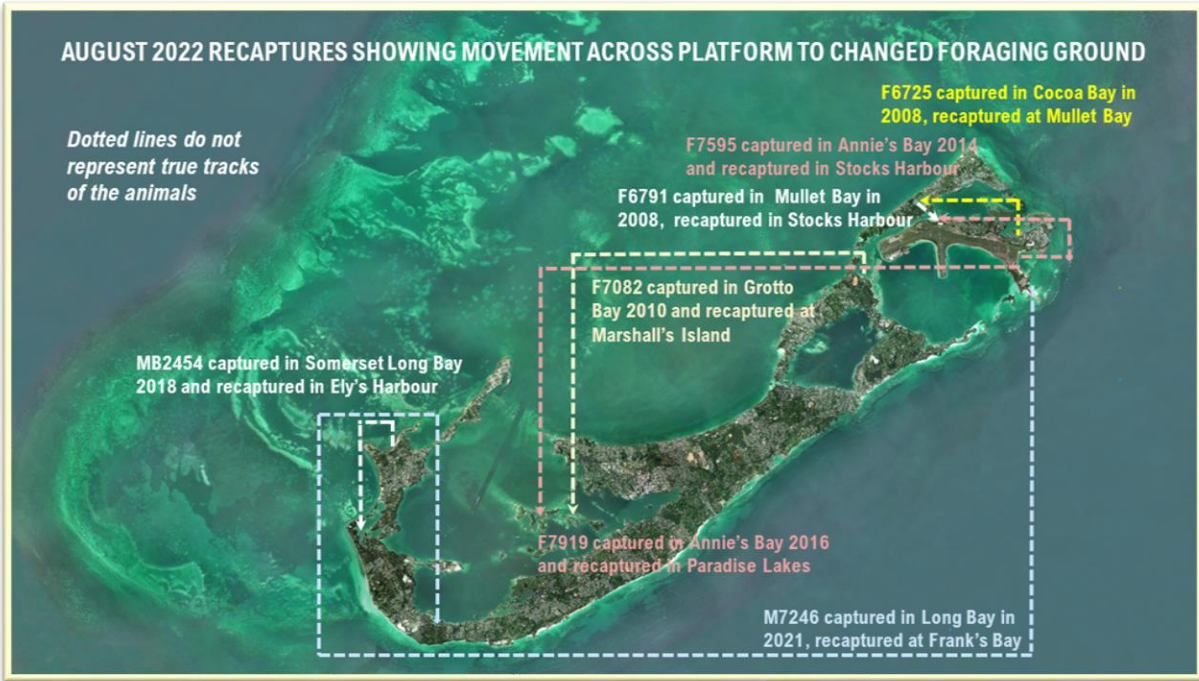 AUGUST 2022 RECAPTURES SHOWING MOVEMENT ACROSS PLATFORM TO CHANGED FORAGING GROUND
F6725 captured in Cocoa Bay in
2008, recaptured at Mullet Bay
Dotted lines do not
represent true tracks
of the animals
F7595 captured in Annie's Bay 2014
and recaptured in Stocks Harbour
F6791 captured in Mullet Bay in
2008, recaptured in Stocks Harbour
F7082 captured in Grotto
Bay 2010 and recaptured at
Marshall's Island
MB2454 captured in Somerset Long Bay
2018 and recaptured in Ely's Harbour
F7919 captured in Annie's Bay 2016
and recaptured in Paradise Lakes
M7246 captured in Long Bay in
2021, recaptured at Frank's Bay